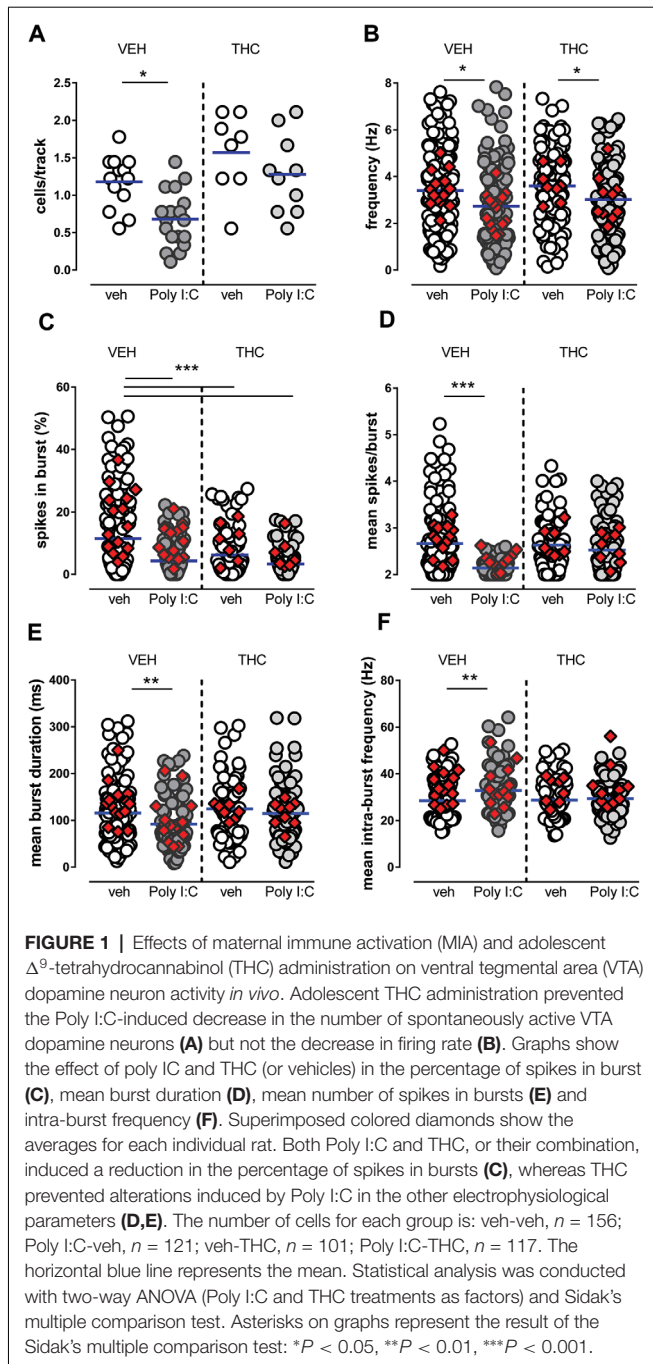 A
VEH THC
*
cells/track
2.5
2.0
1.5
1.0
0.5
0.0
veh Poly I:C veh Poly I:C
B
VEH THC
* *
frequency (Hz)
8
6
4
2
0
veh Poly I:C veh Poly I:C
C
VEH THC
***
spikes in burst (%)
60
40
20
0
veh Poly I:C veh Poly I:C
D
VEH THC
***
mean spikes/burst
6
5
4
3
2
veh Poly I:C veh Poly I:C
E
VEH THC
**
mean burst duration (ms)
400
300
200
100
0
veh Poly I:C veh Poly I:C
F
VEH THC
**
mean intra-burst frequency (Hz)
80
60
40
20
0
veh Poly I:C veh Poly I:C
FIGURE 1 | Effects of maternal immune activation (MIA) and adolescent
Δ⁹-tetrahydrocannabinol (THC) administration on ventral tegmental area (VTA)
dopamine neuron activity in vivo. Adolescent THC administration prevented
the Poly I:C-induced decrease in the number of spontaneously active VTA
dopamine neurons (A) but not the decrease in firing rate (B). Graphs show
the effect of poly IC and THC (or vehicles) in the percentage of spikes in burst
(C), mean burst duration (D), mean number of spikes in bursts (E) and
intra-burst frequency (F). Superimposed colored diamonds show the
averages for each individual rat. Both Poly I:C and THC, or their combination,
induced a reduction in the percentage of spikes in bursts (C), whereas THC
prevented alterations induced by Poly I:C in the other electrophysiological
parameters (D,E). The number of cells for each group is: veh-veh, n = 156;
Poly I:C-veh, n = 121; veh-THC, n = 101; Poly I:C-THC, n = 117. The
horizontal blue line represents the mean. Statistical analysis was conducted
with two-way ANOVA (Poly I:C and THC treatments as factors) and Sidak's
multiple comparison test. Asterisks on graphs represent the result of the
Sidak's multiple comparison test: *P < 0.05, **P < 0.01, ***P < 0.001.